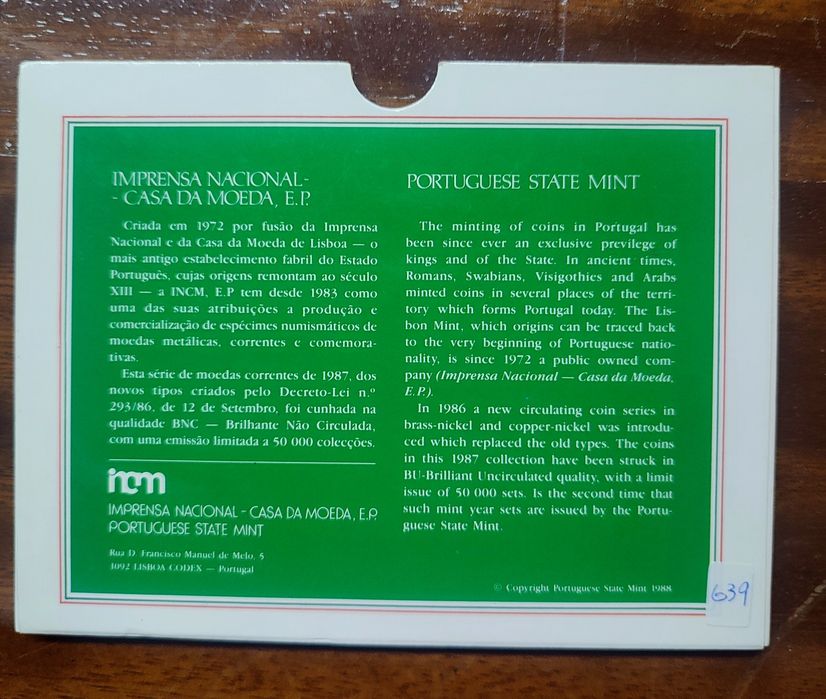 IMPRENSA NACIONAL-
- CASA DA MOEDA, E.P.
Criada em 1972 por fusão da Imprensa
Nacional e da Casa da Moeda de Lisboa — o
mais antigo estabelecimento fabril do Estado
Português, cujas origens remontam ao século
XIII — a INCM, E.P tem desde 1983 como
uma das suas atribuições a produção e
comercialização de espécimes numismáticos de
moedas metálicas, correntes e comemora-
tivas.
Esta série de moedas correntes de 1987, dos
novos tipos criados pelo Decreto-Lei n.º
293/86, de 12 de Setembro, foi cunhada na
qualidade BNC — Brilhante Não Circulada,
com uma emissão limitada a 50 000 colecções.
incm
IMPRENSA NACIONAL - CASA DA MOEDA, E.P.
PORTUGUESE STATE MINT
Rua D. Francisco Manuel de Melo, 5
1092 LISBOA CODEX — Portugal
PORTUGUESE STATE MINT
The minting of coins in Portugal has
been since ever an exclusive previlege of
kings and of the State. In ancient times,
Romans, Swabians, Visigothies and Arabs
minted coins in several places of the terri-
tory which forms Portugal today. The Lis-
bon Mint, which origins can be traced back
to the very beginning of Portuguese natio-
nality, is since 1972 a public owned com-
pany (Imprensa Nacional — Casa da Moeda,
E.P.).
In 1986 a new circulating coin series in
brass-nickel and copper-nickel was introdu-
ced which replaced the old types. The coins
in this 1987 collection have been struck in
BU-Brilliant Uncirculated quality, with a limit
issue of 50 000 sets. Is the second time that
such mint year sets are issued by the Portu-
guese State Mint.
© Copyright Portuguese State Mint 1988
639